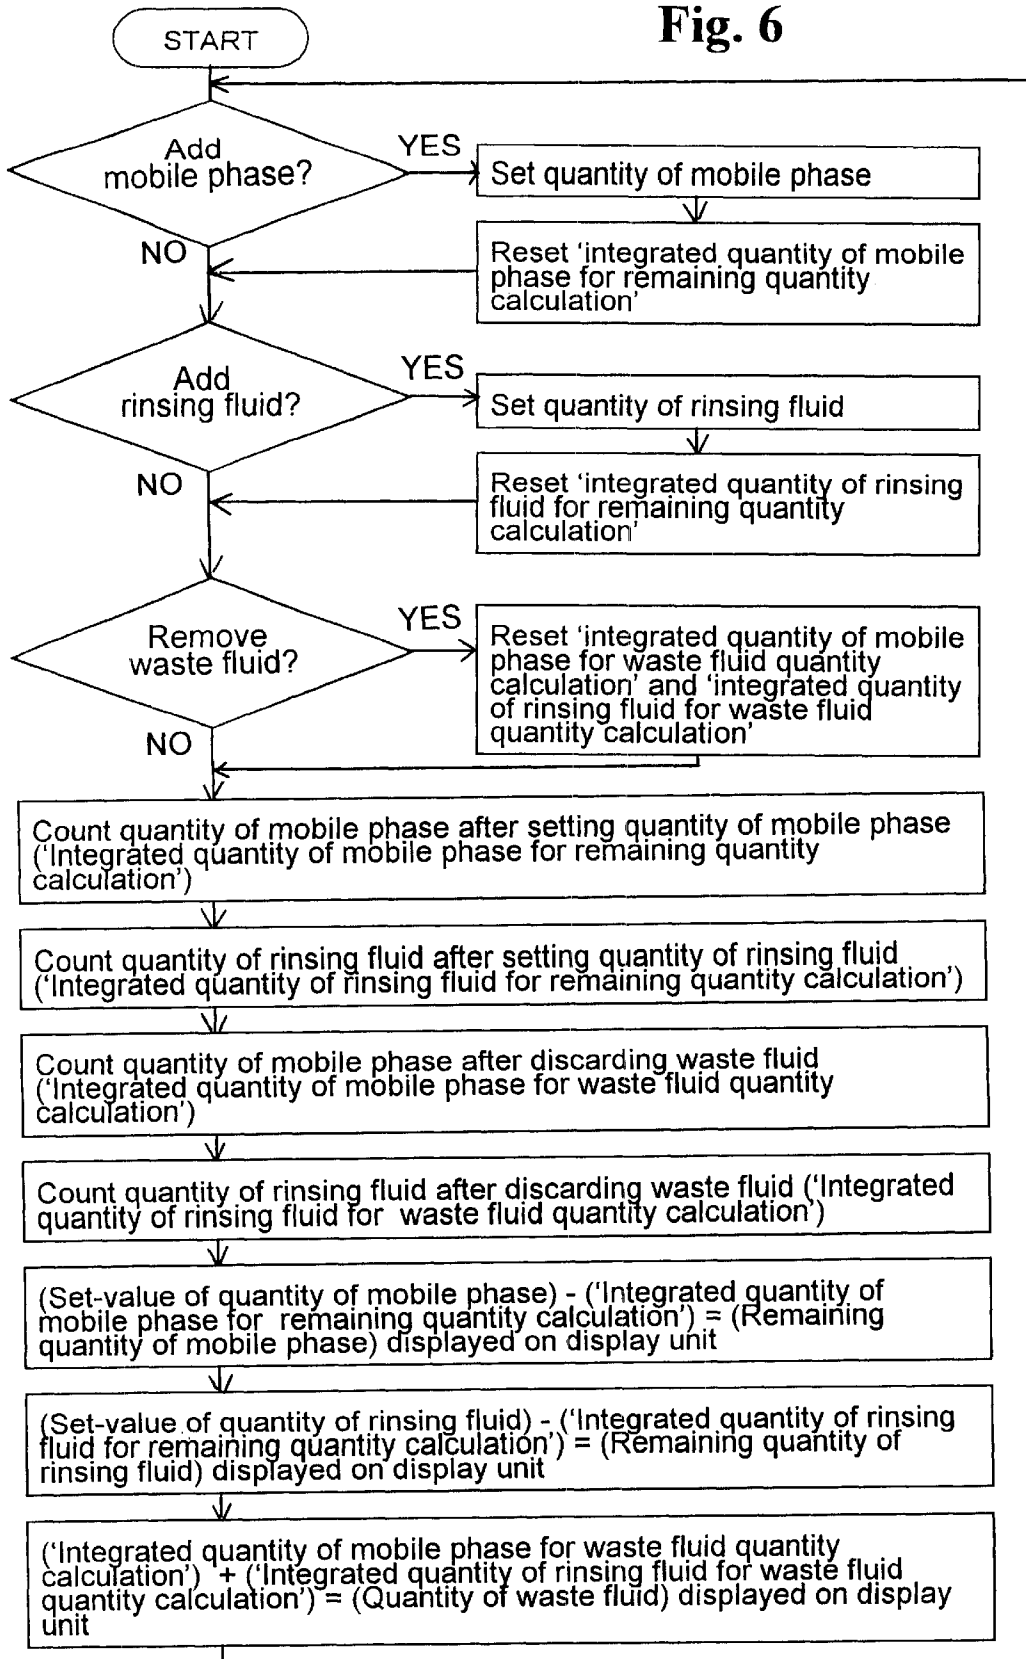 Fig. 6
START
Add
mobile phase?
YES
Set quantity of mobile phase
NO
Reset ‘integrated quantity of mobile
phase for remaining quantity
calculation’
Add
rinsing fluid?
YES
Set quantity of rinsing fluid
NO
Reset ‘integrated quantity of rinsing
fluid for remaining quantity
calculation’
Remove
waste fluid?
YES
Reset ‘integrated quantity of mobile
phase for waste fluid quantity
calculation’ and ‘integrated quantity
of rinsing fluid for waste fluid
quantity calculation’
NO
Count quantity of mobile phase after setting quantity of mobile phase
(‘Integrated quantity of mobile phase for remaining quantity
calculation’)
Count quantity of rinsing fluid after setting quantity of rinsing fluid
(‘Integrated quantity of rinsing fluid for remaining quantity calculation’)
Count quantity of mobile phase after discarding waste fluid
(‘Integrated quantity of mobile phase for waste fluid quantity
calculation’)
Count quantity of rinsing fluid after discarding waste fluid (‘Integrated
quantity of rinsing fluid for waste fluid quantity calculation’)
(Set-value of quantity of mobile phase) - (‘Integrated quantity of
mobile phase for remaining quantity calculation’) = (Remaining
quantity of mobile phase) displayed on display unit
(Set-value of quantity of rinsing fluid) - (‘Integrated quantity of rinsing
fluid for remaining quantity calculation’) = (Remaining quantity of
rinsing fluid) displayed on display unit
(‘Integrated quantity of mobile phase for waste fluid quantity
calculation’) + (‘Integrated quantity of rinsing fluid for waste fluid
quantity calculation’) = (Quantity of waste fluid) displayed on display
unit